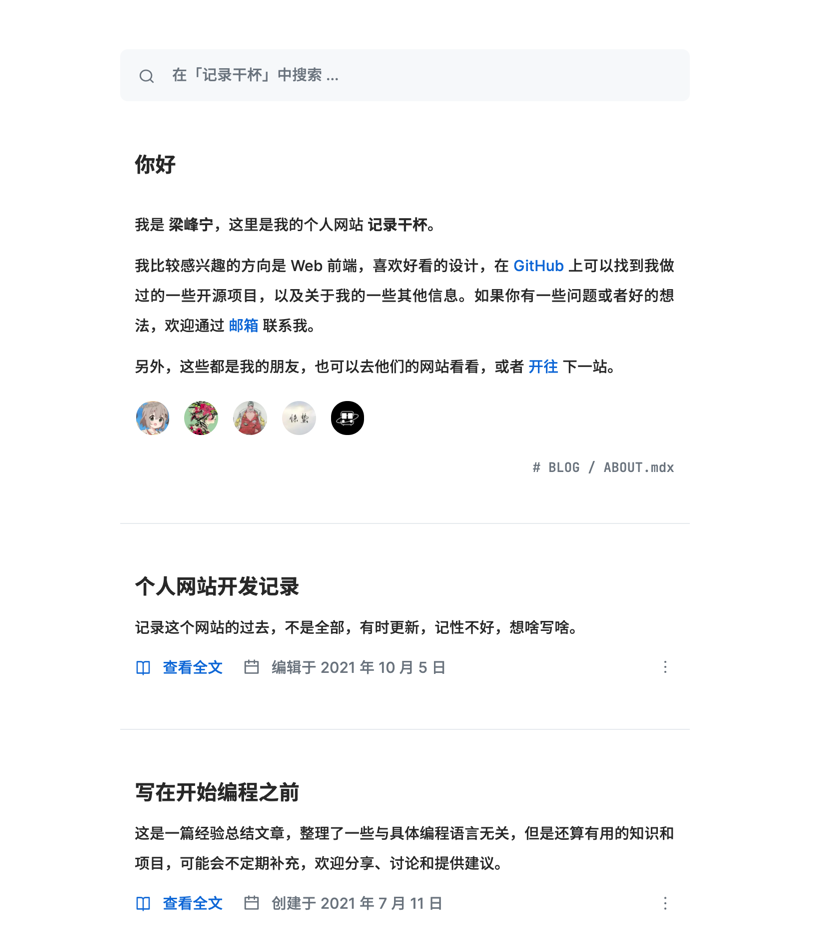 在「记录干杯」中搜索 ...
你好
我是 梁峰宁，这里是我的个人网站 记录干杯。
我比较感兴趣的方向是 Web 前端，喜欢好看的设计，在 GitHub 上可以找到我做
过的一些开源项目，以及关于我的一些其他信息。如果你有一些问题或者好的想
法，欢迎通过 邮箱 联系我。
另外，这些都是我的朋友，也可以去他们的网站看看，或者 开往 下一站。
# BLOG / ABOUT.mdx
个人网站开发记录
记录这个网站的过去，不是全部，有时更新，记性不好，想啥写啥。
查看全文 编辑于 2021 年 10 月 5 日
写在开始编程之前
这是一篇经验总结文章，整理了一些与具体编程语言无关，但是还算有用的知识和
项目，可能会不定期补充，欢迎分享、讨论和提供建议。
查看全文 创建于 2021 年 7 月 11 日